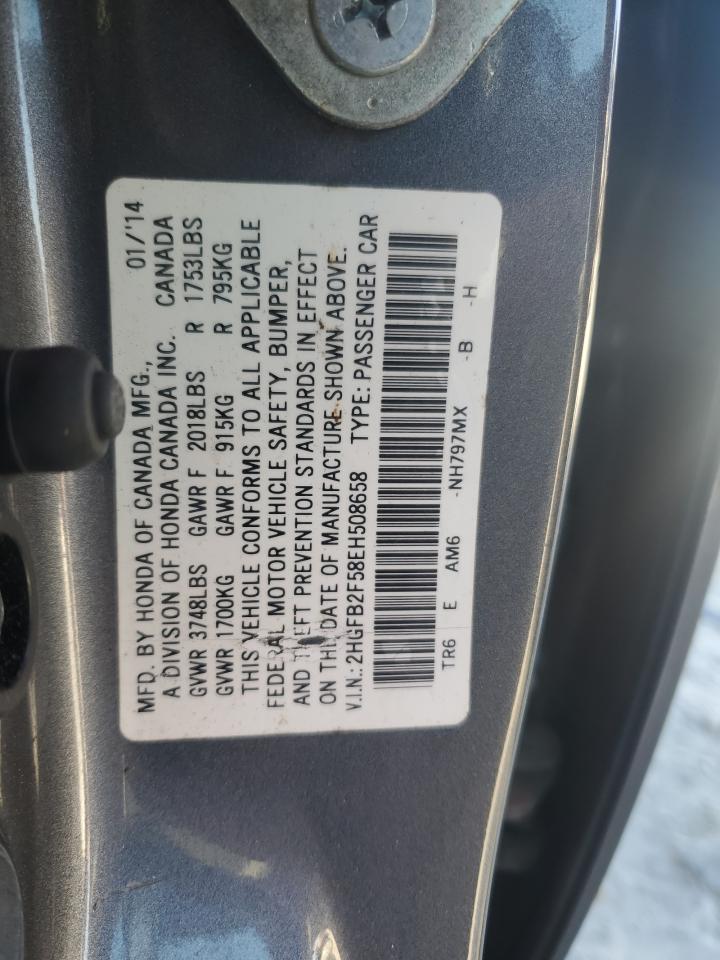 MFD. BY HONDA OF CANADA MFG., 01/'14
A DIVISION OF HONDA CANADA INC. CANADA
GVWR 3748LBS GAWR F 2018LBS R 1753LBS
GVWR 1700KG GAWR F 915KG R 795KG
THIS VEHICLE CONFORMS TO ALL APPLICABLE
FEDERAL MOTOR VEHICLE SAFETY, BUMPER,
AND THEFT PREVENTION STANDARDS IN EFFECT
ON THE DATE OF MANUFACTURE SHOWN ABOVE.
V.I.N.: 2HGFB2F58EH508658 TYPE: PASSENGER CAR
TR6 E AM6 -NH797MX -B -H